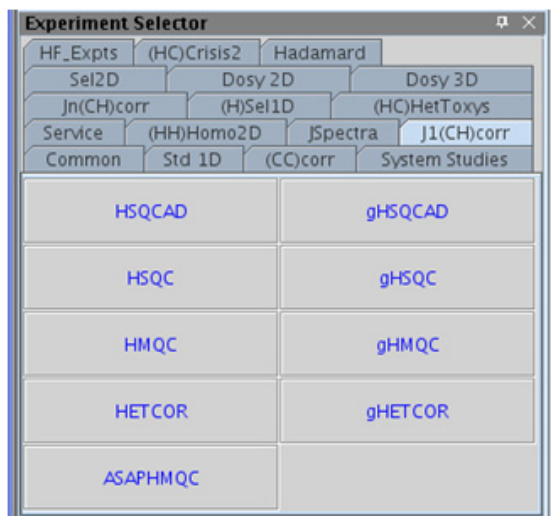 Experiment Selector
HF_Expts (HC)Crisis2 Hadamard
Sel2D Dosy 2D Dosy 3D
Jn(CH)corr (H)Sel1D (HC)HetToxys
Service (HH)Homo2D JSpectra J1(CH)corr
Common Std 1D (CC)corr System Studies
HSQCAD gHSQCAD
HSQC gHSQC
HMQC gHMQC
HETCOR gHETCOR
ASAPHMQC